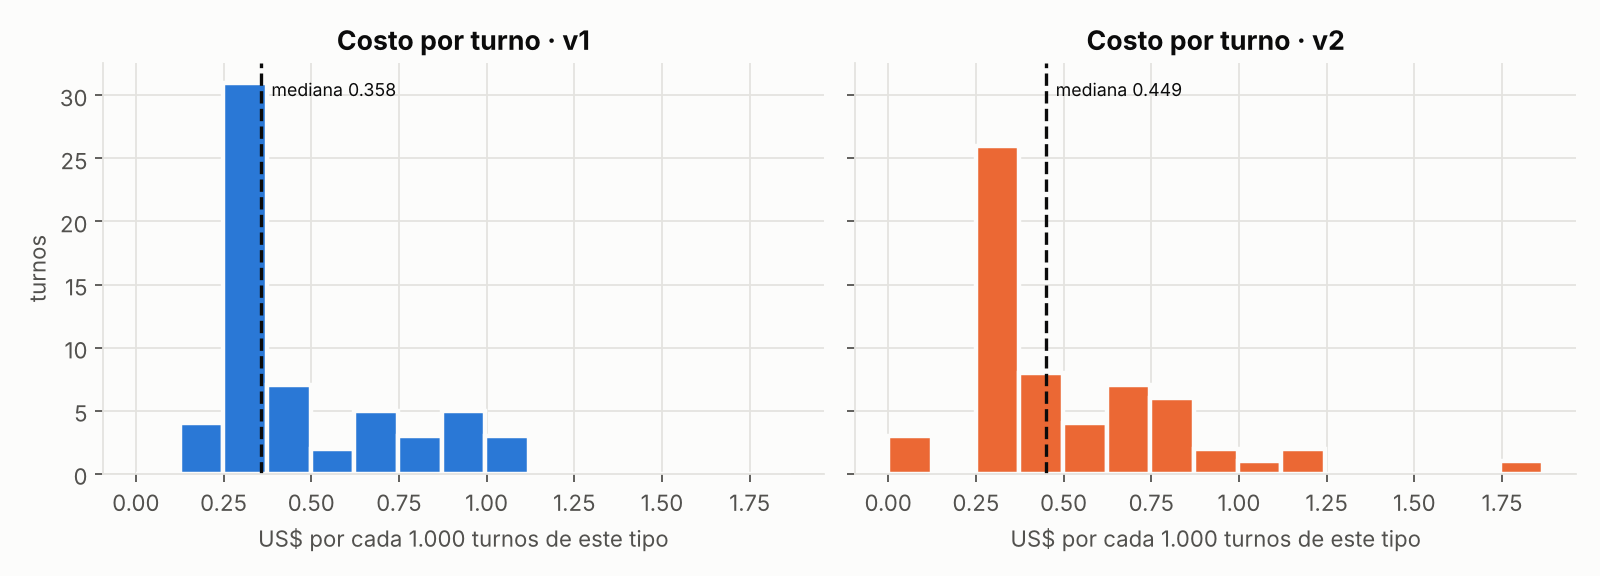 Costo por turno · v1
mediana 0.358
30
25
20
15
10
5
0
turnos
0.00 0.25 0.50 0.75 1.00 1.25 1.50 1.75
US$ por cada 1.000 turnos de este tipo
Costo por turno · v2
mediana 0.449
0.00 0.25 0.50 0.75 1.00 1.25 1.50 1.75
US$ por cada 1.000 turnos de este tipo